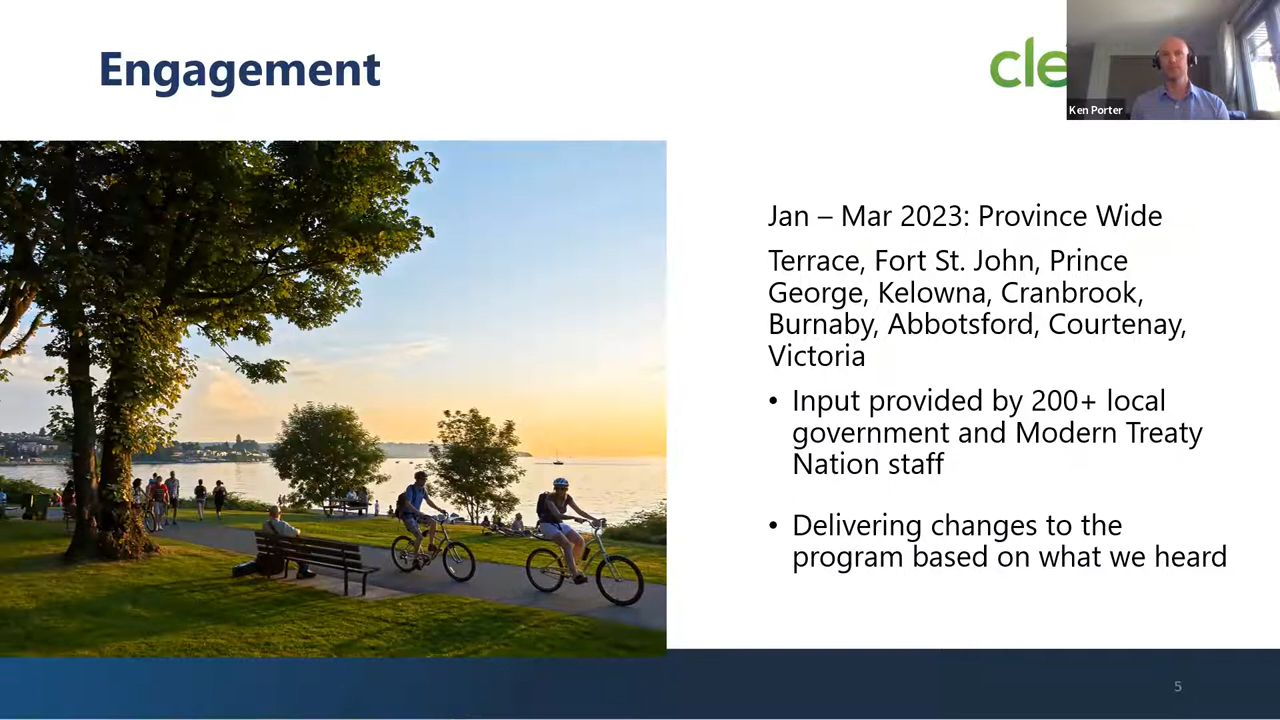 Engagement
cle
Ken Porter
Jan – Mar 2023: Province Wide
Terrace, Fort St. John, Prince
George, Kelowna, Cranbrook,
Burnaby, Abbotsford, Courtenay,
Victoria
• Input provided by 200+ local
government and Modern Treaty
Nation staff
• Delivering changes to the
program based on what we heard
5